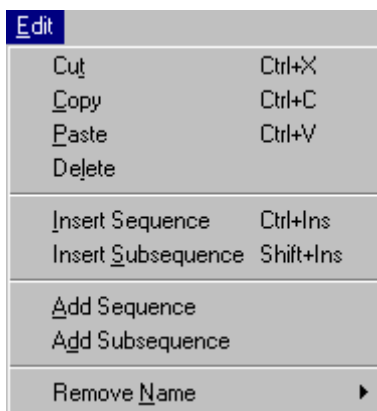 Edit
Cut Ctrl+X
Copy Ctrl+C
Paste Ctrl+V
Delete
Insert Sequence Ctrl+Ins
Insert Subsequence Shift+Ins
Add Sequence
Add Subsequence
Remove Name